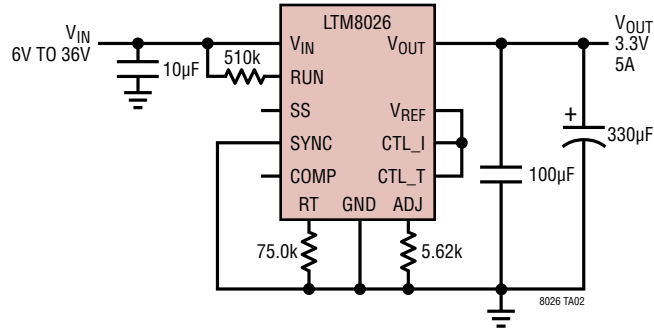 VIN
6V TO 36V
10µF
510k
LTM8026
VIN
RUN
SS
SYNC
COMP
RT
GND
ADJ
VOUT
VREF
CTL_I
CTL_T
75.0k
5.62k
VOUT
3.3V
5A
+
330µF
100µF
8026 TA02